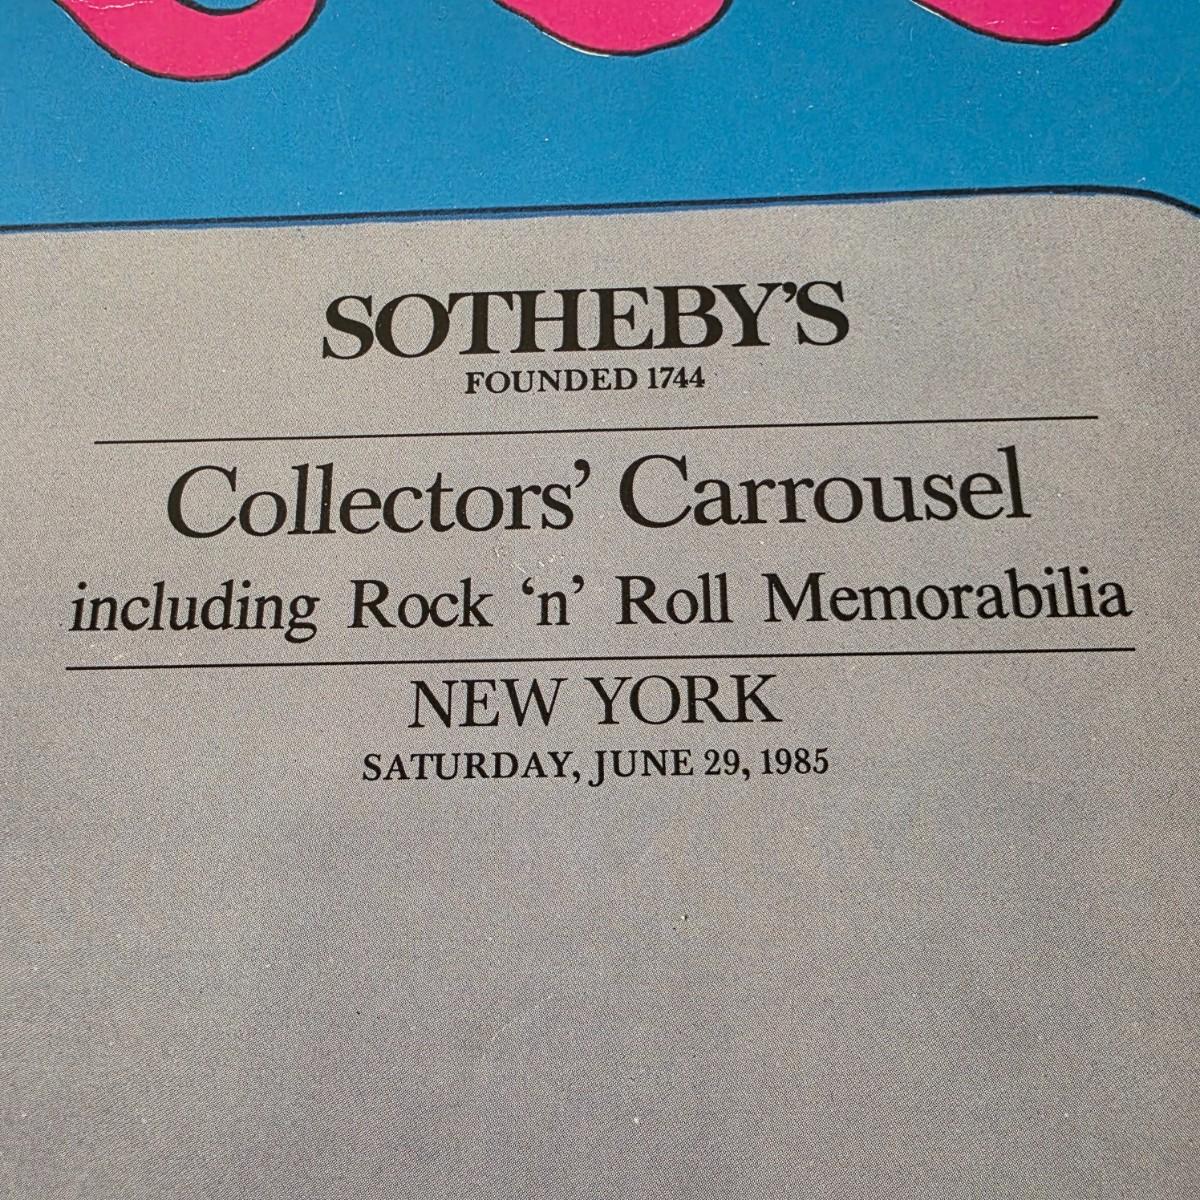 SOTHEBY'S
FOUNDED 1744
Collectors’ Carrousel
including Rock ‘n’ Roll Memorabilia
NEW YORK
SATURDAY, JUNE 29, 1985